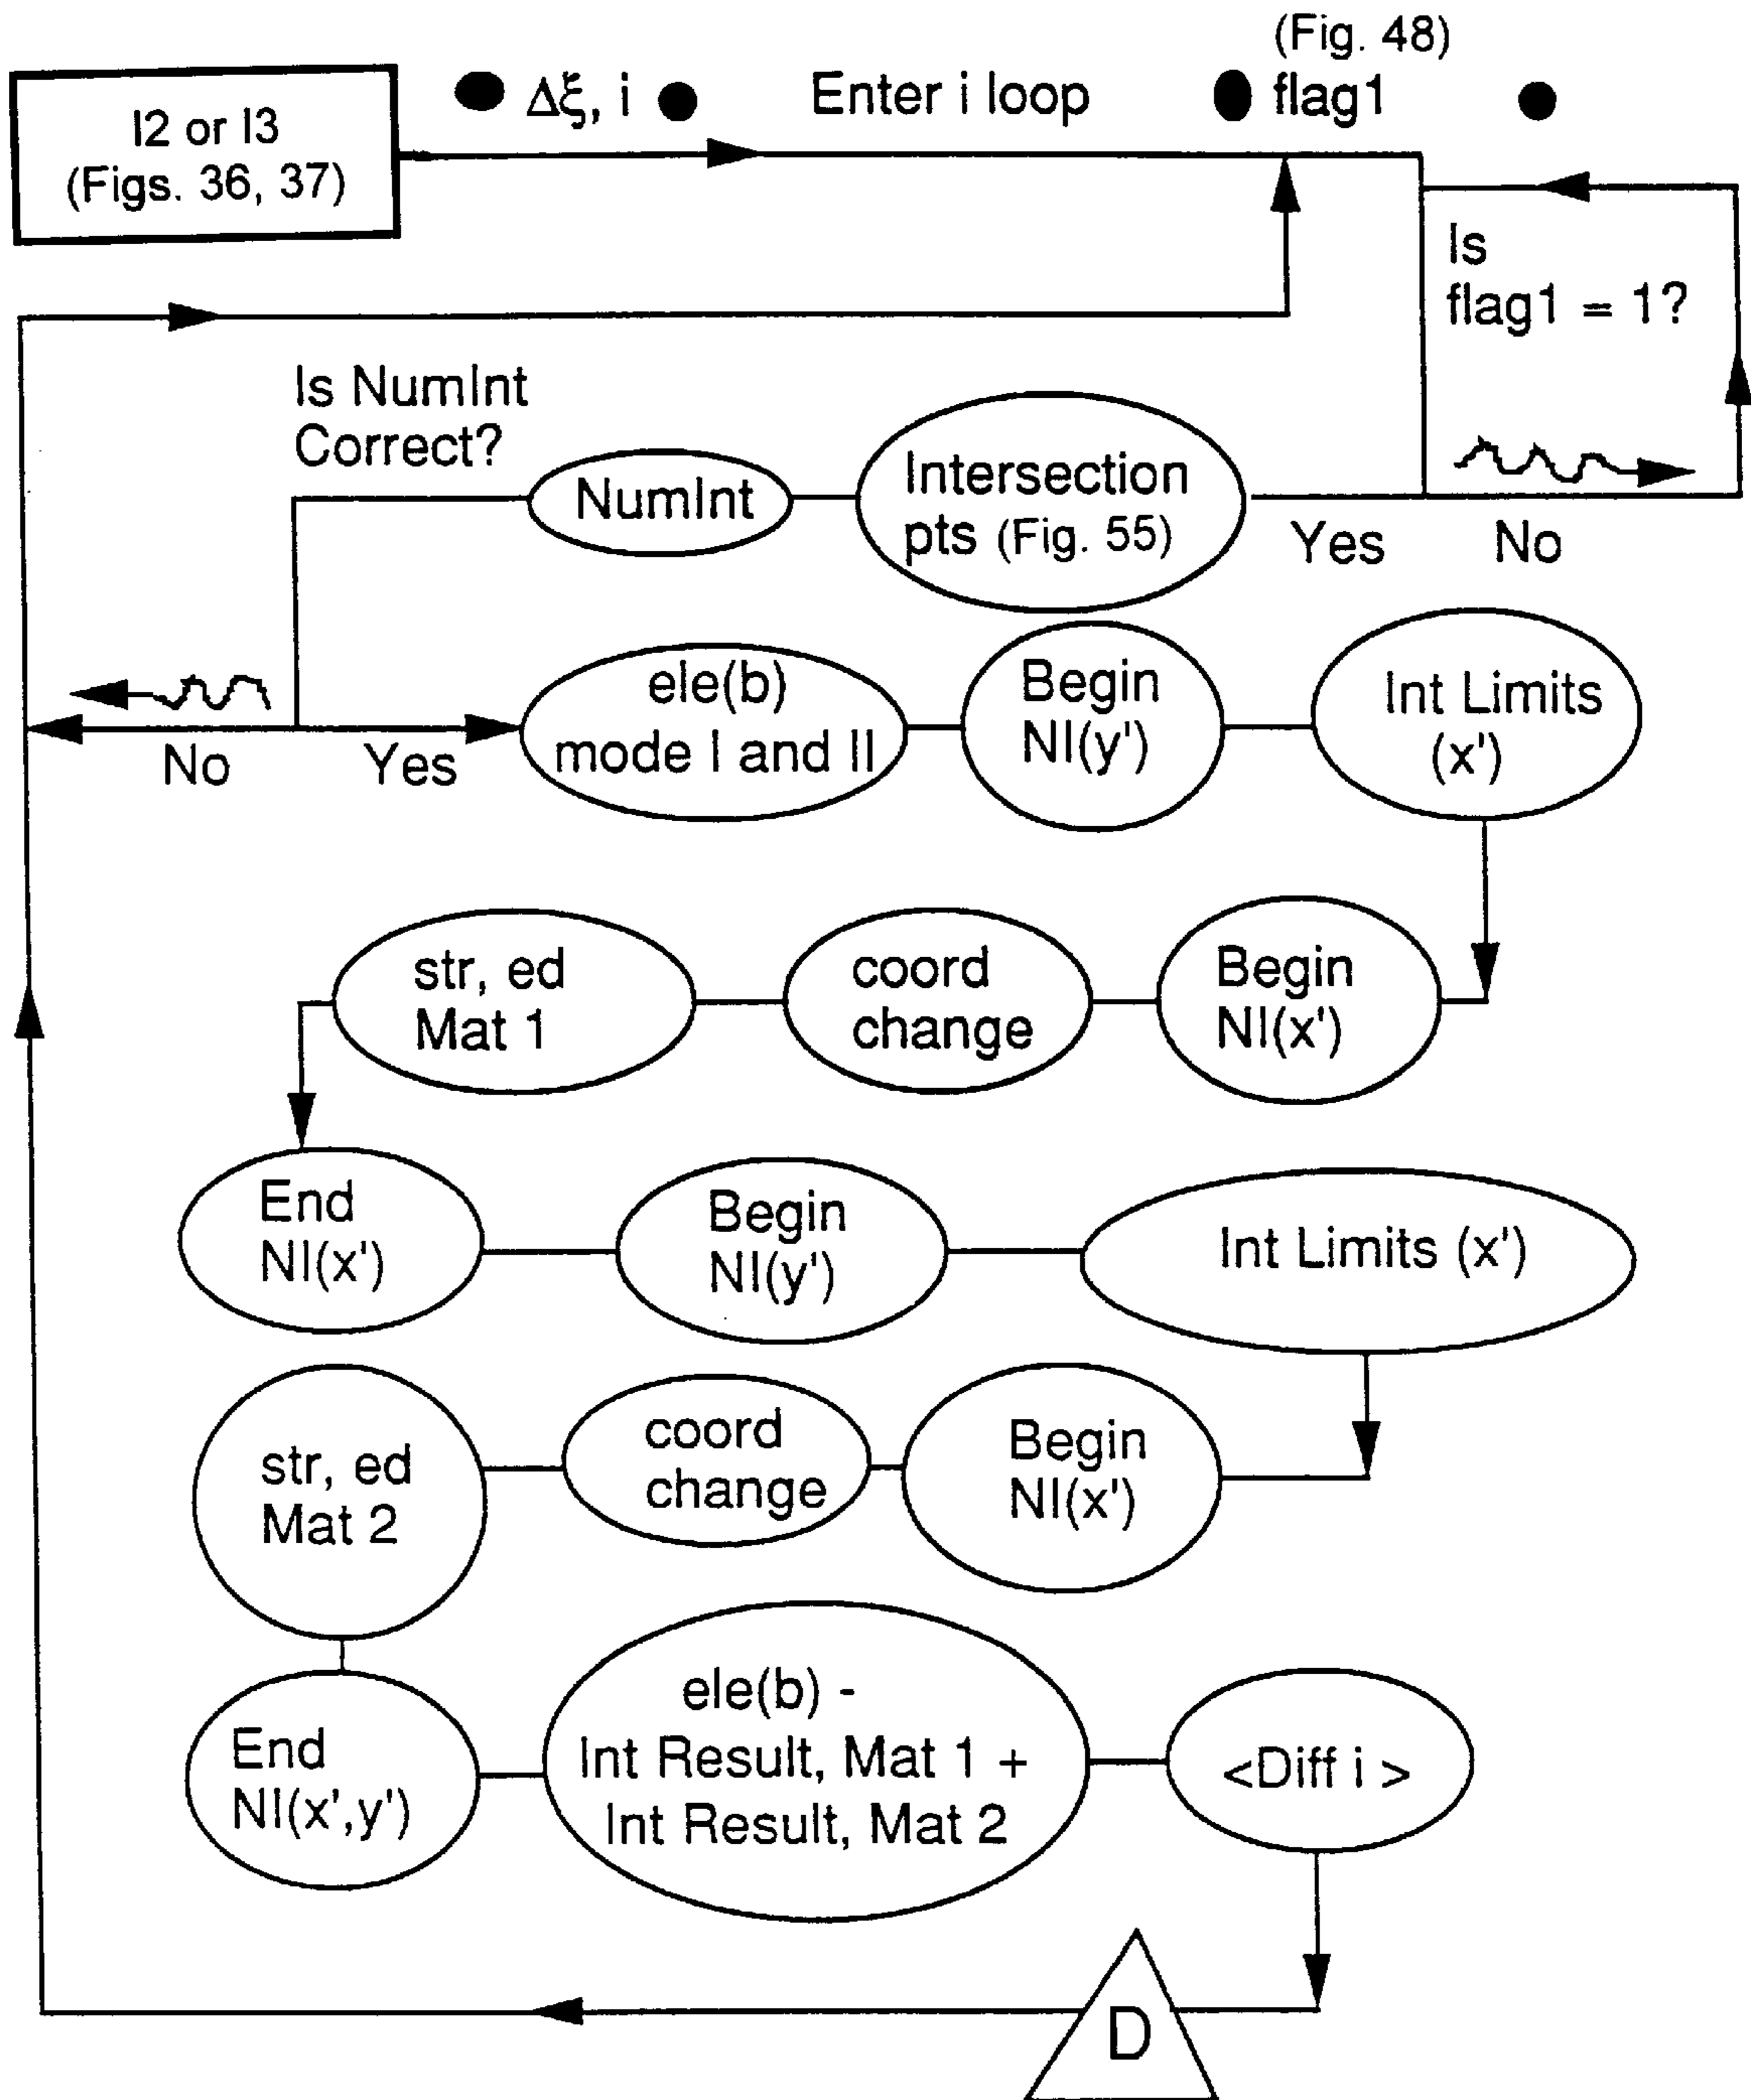 (Fig. 48)
I2 or I3
(Figs. 36, 37)
Δξ, i
Enter i loop
flag1
Is
flag1 = 1?
Is NumInt
Correct?
NumInt
Intersection
pts (Fig. 55)
Yes
No
ele(b)
mode I and II
Begin
NI(y')
Int Limits
(x')
No
Yes
str, ed
Mat 1
coord
change
Begin
NI(x')
End
NI(x')
Begin
NI(y')
Int Limits (x')
str, ed
Mat 2
coord
change
Begin
NI(x')
End
NI(x',y')
ele(b) -
Int Result, Mat 1 +
Int Result, Mat 2
<Diff i >
D